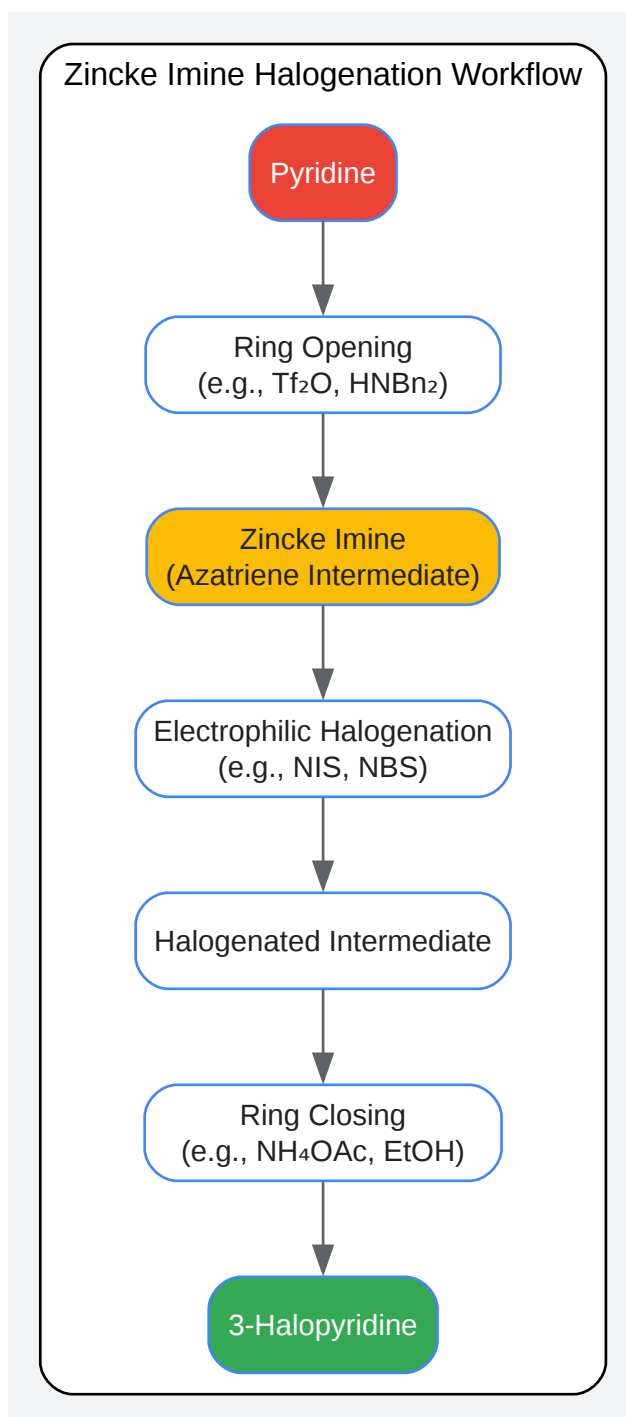 Zincke Imine Halogenation Workflow
Pyridine
Ring Opening
(e.g., Tf₂O, HNBn₂)
Zincke Imine
(Azatriene Intermediate)
Electrophilic Halogenation
(e.g., NIS, NBS)
Halogenated Intermediate
Ring Closing
(e.g., NH₄OAc, EtOH)
3-Halopyridine